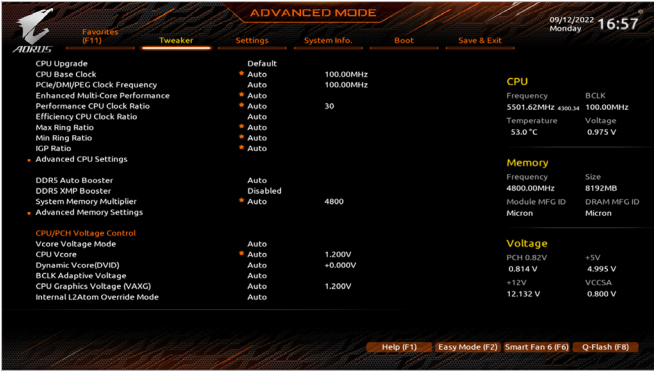 ADVANCED MODE
09/12/2022 Monday 16:57
AORUS
Favorites (F11) Tweaker Settings System Info. Boot Save & Exit
CPU Upgrade Default
CPU Base Clock * Auto 100.00MHz
PCIe/DMI/PEG Clock Frequency Auto 100.00MHz
Enhanced Multi-Core Performance * Auto
Performance CPU Clock Ratio * Auto 30
Efficiency CPU Clock Ratio Auto
Max Ring Ratio * Auto
Min Ring Ratio * Auto
IGP Ratio * Auto
Advanced CPU Settings
DDR5 Auto Booster Auto
DDR5 XMP Booster Disabled
System Memory Multiplier * Auto 4800
Advanced Memory Settings
CPU/PCH Voltage Control
Vcore Voltage Mode Auto
CPU Vcore * Auto 1.200V
Dynamic Vcore(DVID) Auto +0.000V
BCLK Adaptive Voltage Auto
CPU Graphics Voltage (VAXG) Auto 1.200V
Internal L2Atom Override Mode Auto
CPU
Frequency BCLK
5501.62MHz 4300.34 100.00MHz
Temperature Voltage
53.0 °C 0.975 V
Memory
Frequency Size
4800.00MHz 8192MB
Module MFG ID DRAM MFG ID
Micron Micron
Voltage
PCH 0.82V +5V
0.814 V 4.995 V
+12V VCCSA
12.132 V 0.800 V
Help (F1) Easy Mode (F2) Smart Fan 6 (F6) Q-Flash (F8)